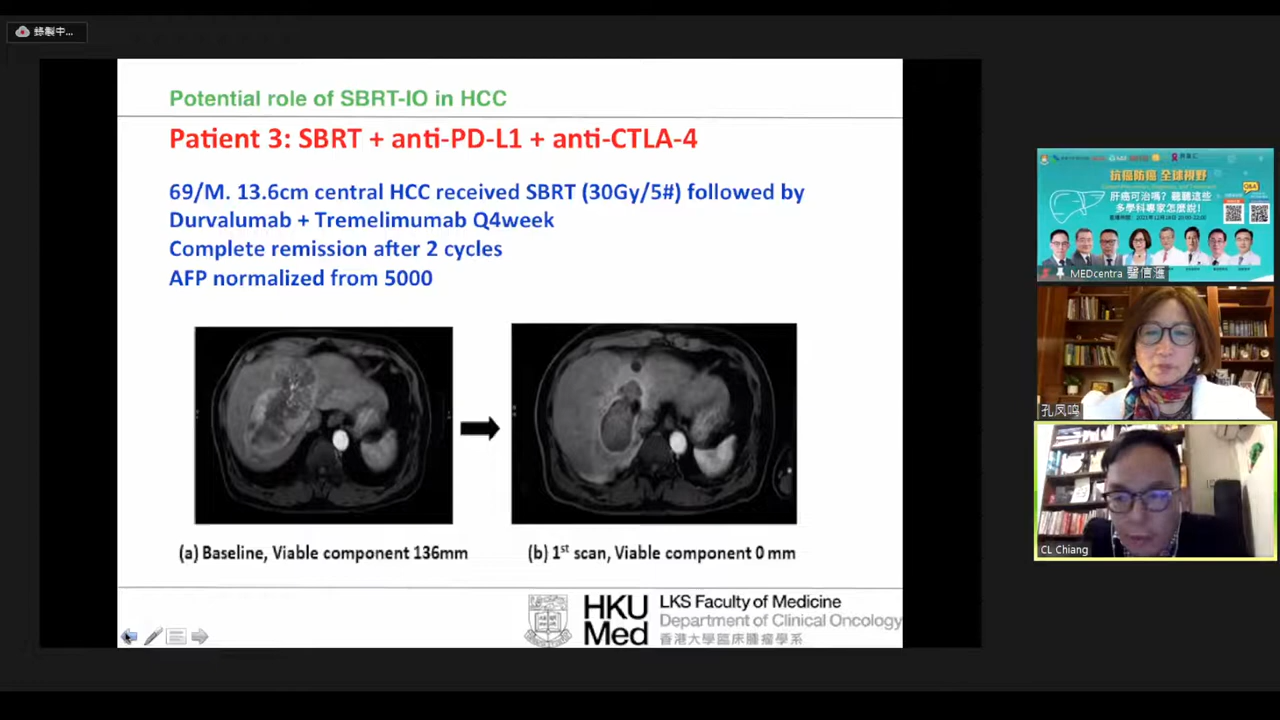 錄製中...
Potential role of SBRT-IO in HCC
Patient 3: SBRT + anti-PD-L1 + anti-CTLA-4
69/M. 13.6cm central HCC received SBRT (30Gy/5#) followed by
Durvalumab + Tremelimumab Q4week
Complete remission after 2 cycles
AFP normalized from 5000
(a) Baseline, Viable component 136mm
(b) 1st scan, Viable component 0 mm
HKU
Med
LKS Faculty of Medicine
Department of Clinical Oncology
香港大學臨床腫瘤學系
抗癌防癌 全球視野
Q&A
肝癌可治嗎? 聽聽這些
多學科專家怎麼說!
MEDcentra 醫信滙
孔凤鸣
CL Chiang